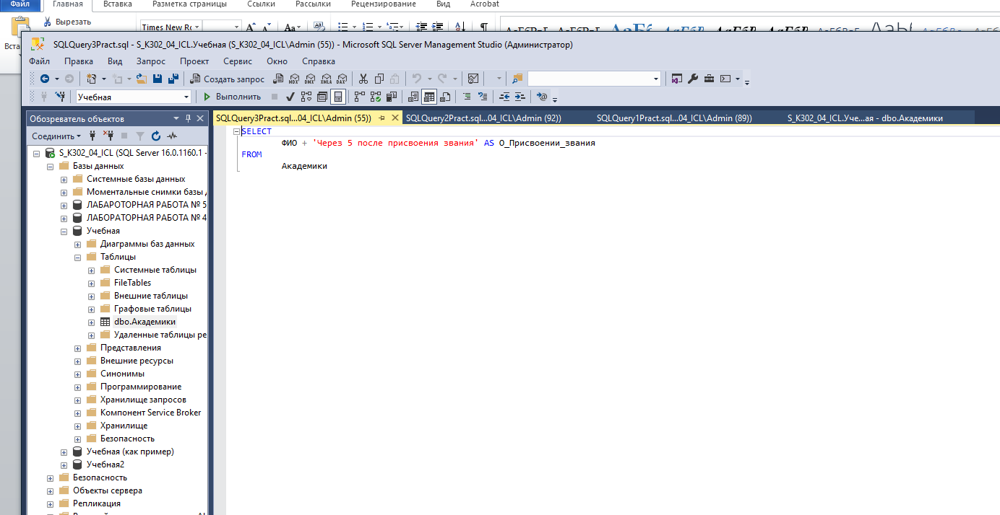 Файл Главная Вставка Разметка страницы Ссылки Рассылки Рецензирование Вид Acrobat
Вырезать
Times New Ro
SQLQuery3Pract.sql - S_K302_04_ICL.Учебная (S_K302_04_ICL\Admin (55)) - Microsoft SQL Server Management Studio (Администратор)
Файл Правка Вид Запрос Проект Сервис Окно Справка
Создать запрос MDX DMX XMLA DAX
Учебная Выполнить
Обозреватель объектов
SQLQuery3Pract.sql...04_ICL\Admin (55)) SQLQuery2Pract.sql...04_ICL\Admin (92)) SQLQuery1Pract.sql...04_ICL\Admin (89)) S_K302_04_ICL.Уче...ая - dbo.Академики
Соединить
SELECT
ФИО + 'Через 5 после присвоения звания' AS О_Присвоении_звания
FROM
Академики
S_K302_04_ICL (SQL Server 16.0.1160.1 -
Базы данных
Системные базы данных
Моментальные снимки базы
ЛАБАРОТОРНАЯ РАБОТА № 5
ЛАБОРАТОРНАЯ РАБОТА № 4
Учебная
Диаграммы баз данных
Таблицы
Системные таблицы
FileTables
Внешние таблицы
Графовые таблицы
dbo.Академики
Удаленные таблицы ре
Представления
Внешние ресурсы
Синонимы
Программирование
Хранилище запросов
Компонент Service Broker
Хранилище
Безопасность
Учебная (как пример)
Учебная2
Безопасность
Объекты сервера
Репликация